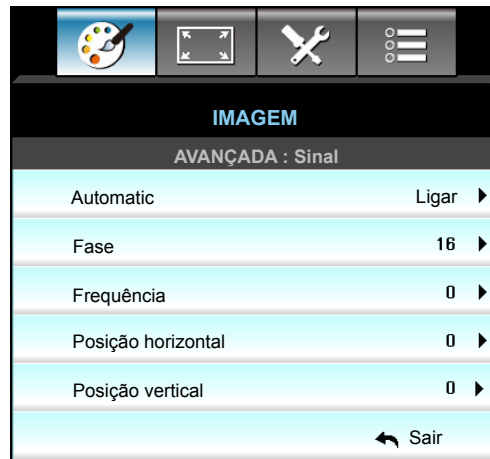 IMAGEM
AVANÇADA : Sinal
Automatic Ligar
Fase 16
Frequência 0
Posição horizontal 0
Posição vertical 0
Sair